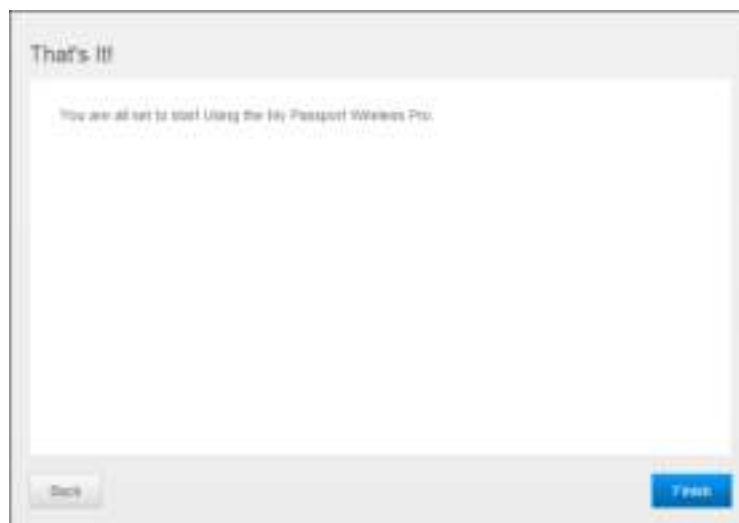 That's It!
You are all set to start Using the My Passport Wireless Pro.
Back
Finish